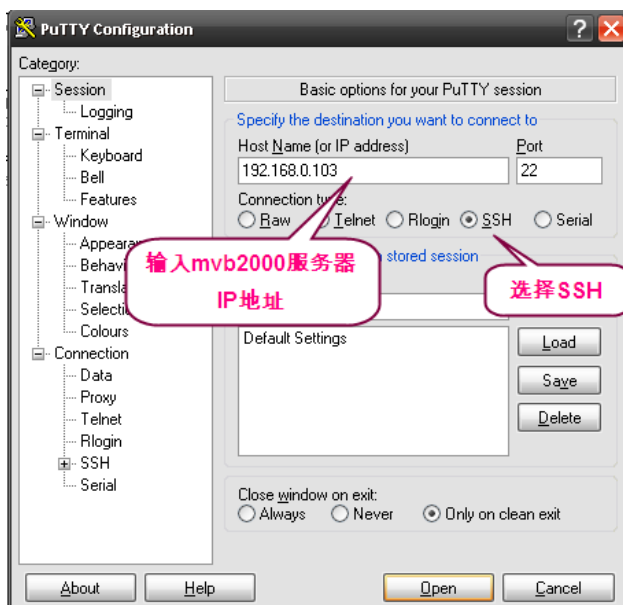 PuTTY Configuration
Category:
Session
Logging
Terminal
Keyboard
Bell
Features
Window
Appearan
Behavi
Transla
Selectio
Colours
Connection
Data
Proxy
Telnet
Rlogin
SSH
Serial
Basic options for your PuTTY session
Specify the destination you want to connect to
Host Name (or IP address)
Port
192.168.0.103
22
Connection type:
Raw
Telnet
Rlogin
SSH
Serial
输入mvb2000服务器
IP地址
选择SSH
stored session
Default Settings
Load
Save
Delete
Close window on exit:
Always
Never
Only on clean exit
About
Help
Open
Cancel